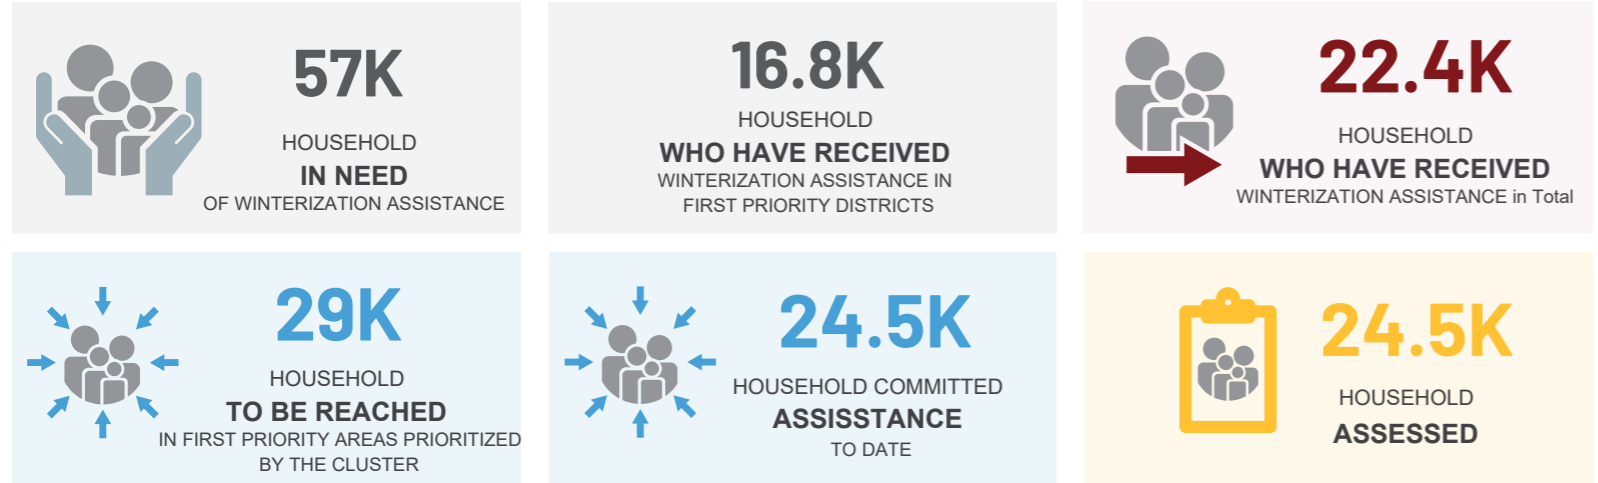 57K
HOUSEHOLD
IN NEED
OF WINTERIZATION ASSISTANCE
16.8K
HOUSEHOLD
WHO HAVE RECEIVED
WINTERIZATION ASSISTANCE IN
FIRST PRIORITY DISTRICTS
22.4K
HOUSEHOLD
WHO HAVE RECEIVED
WINTERIZATION ASSISTANCE in Total
29K
HOUSEHOLD
TO BE REACHED
IN FIRST PRIORITY AREAS PRIORITIZED
BY THE CLUSTER
24.5K
HOUSEHOLD COMMITTED
ASSISSTANCE
TO DATE
24.5K
HOUSEHOLD
ASSESSED